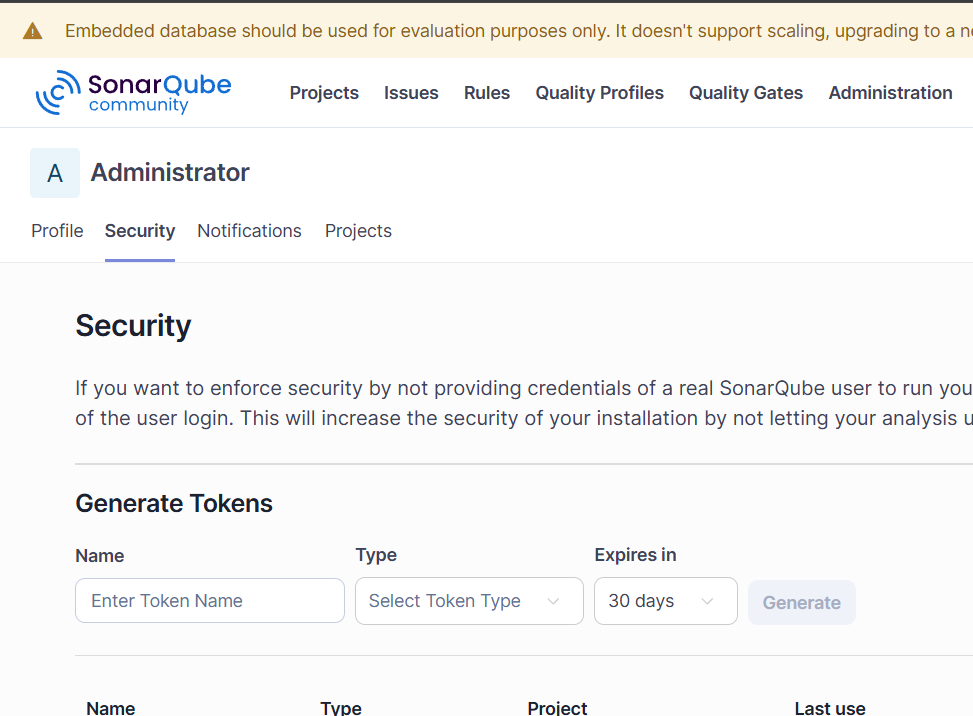 Embedded database should be used for evaluation purposes only. It doesn't support scaling, upgrading to a
SonarQube community
Projects Issues Rules Quality Profiles Quality Gates Administration
A Administrator
Profile Security Notifications Projects
Security
If you want to enforce security by not providing credentials of a real SonarQube user to run
of the user login. This will increase the security of your installation by not letting your analysis
Generate Tokens
Name Type Expires in
Enter Token Name Select Token Type 30 days Generate
Name Type Project Last use